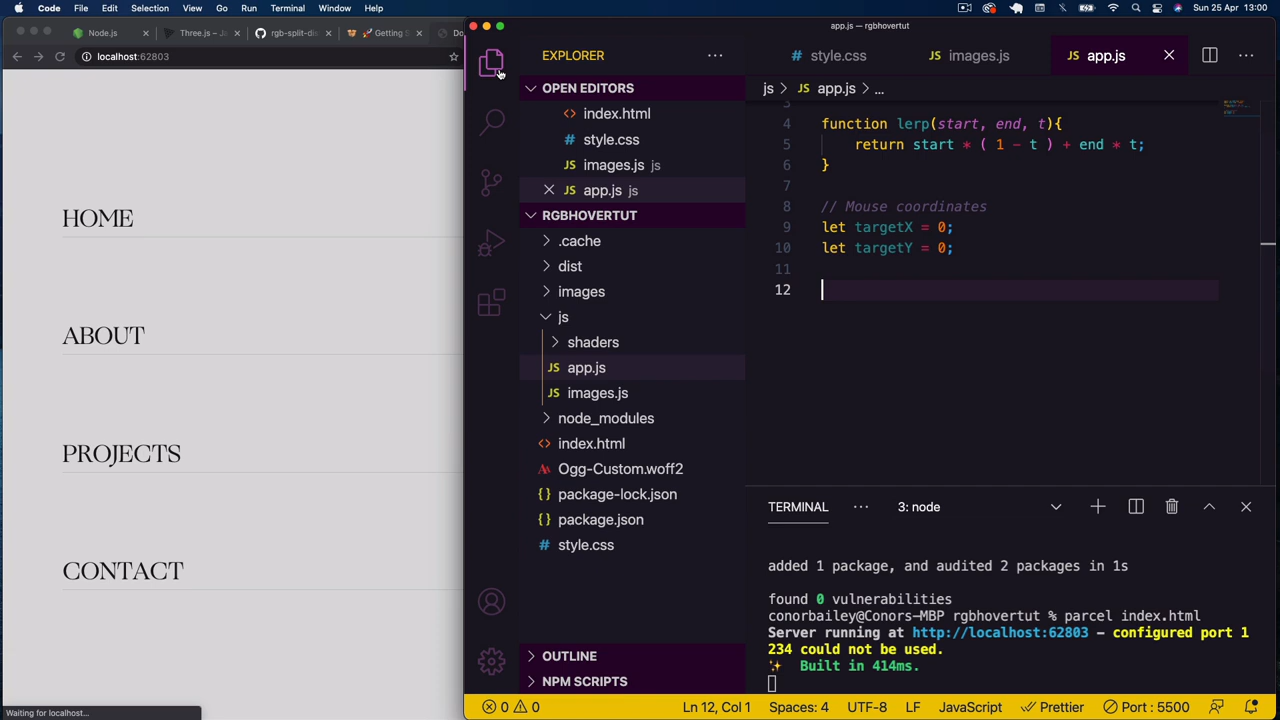 Code File Edit Selection View Go Run Terminal Window Help
Sun 25 Apr 13:00
Node.js
Three.js – Ja
rgb-split-di
Getting S
Do
localhost:62803
HOME
ABOUT
PROJECTS
CONTACT
Waiting for localhost...
app.js — rgbhovertut
EXPLORER
OPEN EDITORS
index.html
style.css
images.js js
app.js js
RGBHOVERTUT
.cache
dist
images
js
shaders
app.js
images.js
node_modules
index.html
Ogg-Custom.woff2
package-lock.json
package.json
style.css
OUTLINE
NPM SCRIPTS
style.css
images.js
app.js
js > JS app.js > ...
3
4 function lerp(start, end, t){
5 return start * ( 1 - t ) + end * t;
6 }
7
8 // Mouse coordinates
9 let targetX = 0;
10 let targetY = 0;
11
12
TERMINAL ... 3: node
added 1 package, and audited 2 packages in 1s
found 0 vulnerabilities
conorbailey@Conors-MBP rgbhovertut % parcel index.html
Server running at http://localhost:62803 – configured port 1
234 could not be used.
✨ Built in 414ms.
0 0 Ln 12, Col 1 Spaces: 4 UTF-8 LF JavaScript Prettier Port : 5500